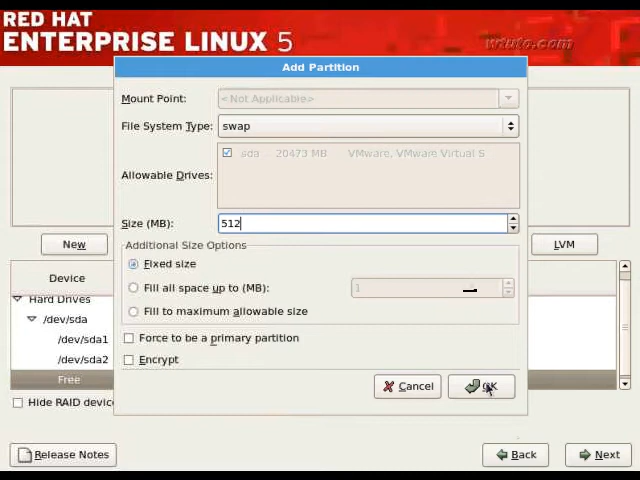 RED HAT
ENTERPRISE LINUX 5
Add Partition
Mount Point: <Not Applicable>
File System Type: swap
Allowable Drives:
sda 20473 MB VMware, VMware Virtual S
Size (MB): 512
New
LVM
Additional Size Options
Fixed size
Fill all space up to (MB): 1
Fill to maximum allowable size
Force to be a primary partition
Encrypt
Cancel
OK
Device
Hard Drives
/dev/sda
/dev/sda1
/dev/sda2
Free
Hide RAID device
Release Notes
Back
Next